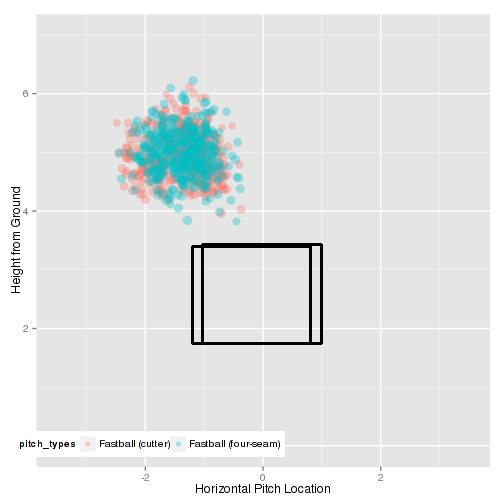 6
4
2
Height from Ground
pitch_types
Fastball (cutter)
Fastball (four-seam)
-2
0
2
Horizontal Pitch Location